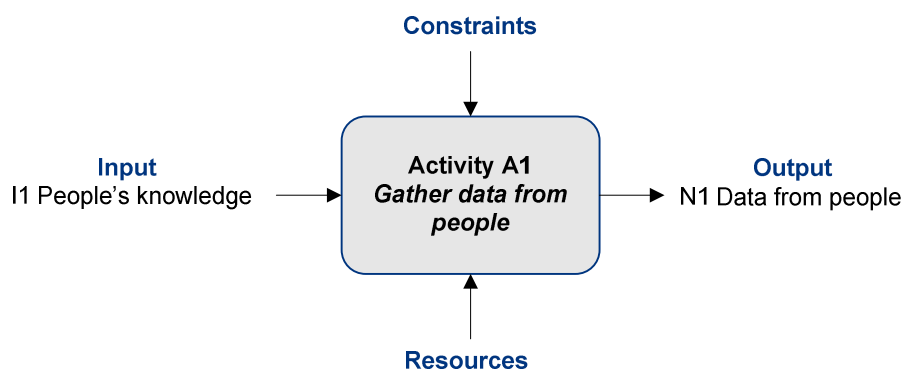 Constraints
Input
I1 People’s knowledge
Activity A1
Gather data from
people
Output
N1 Data from people
Resources